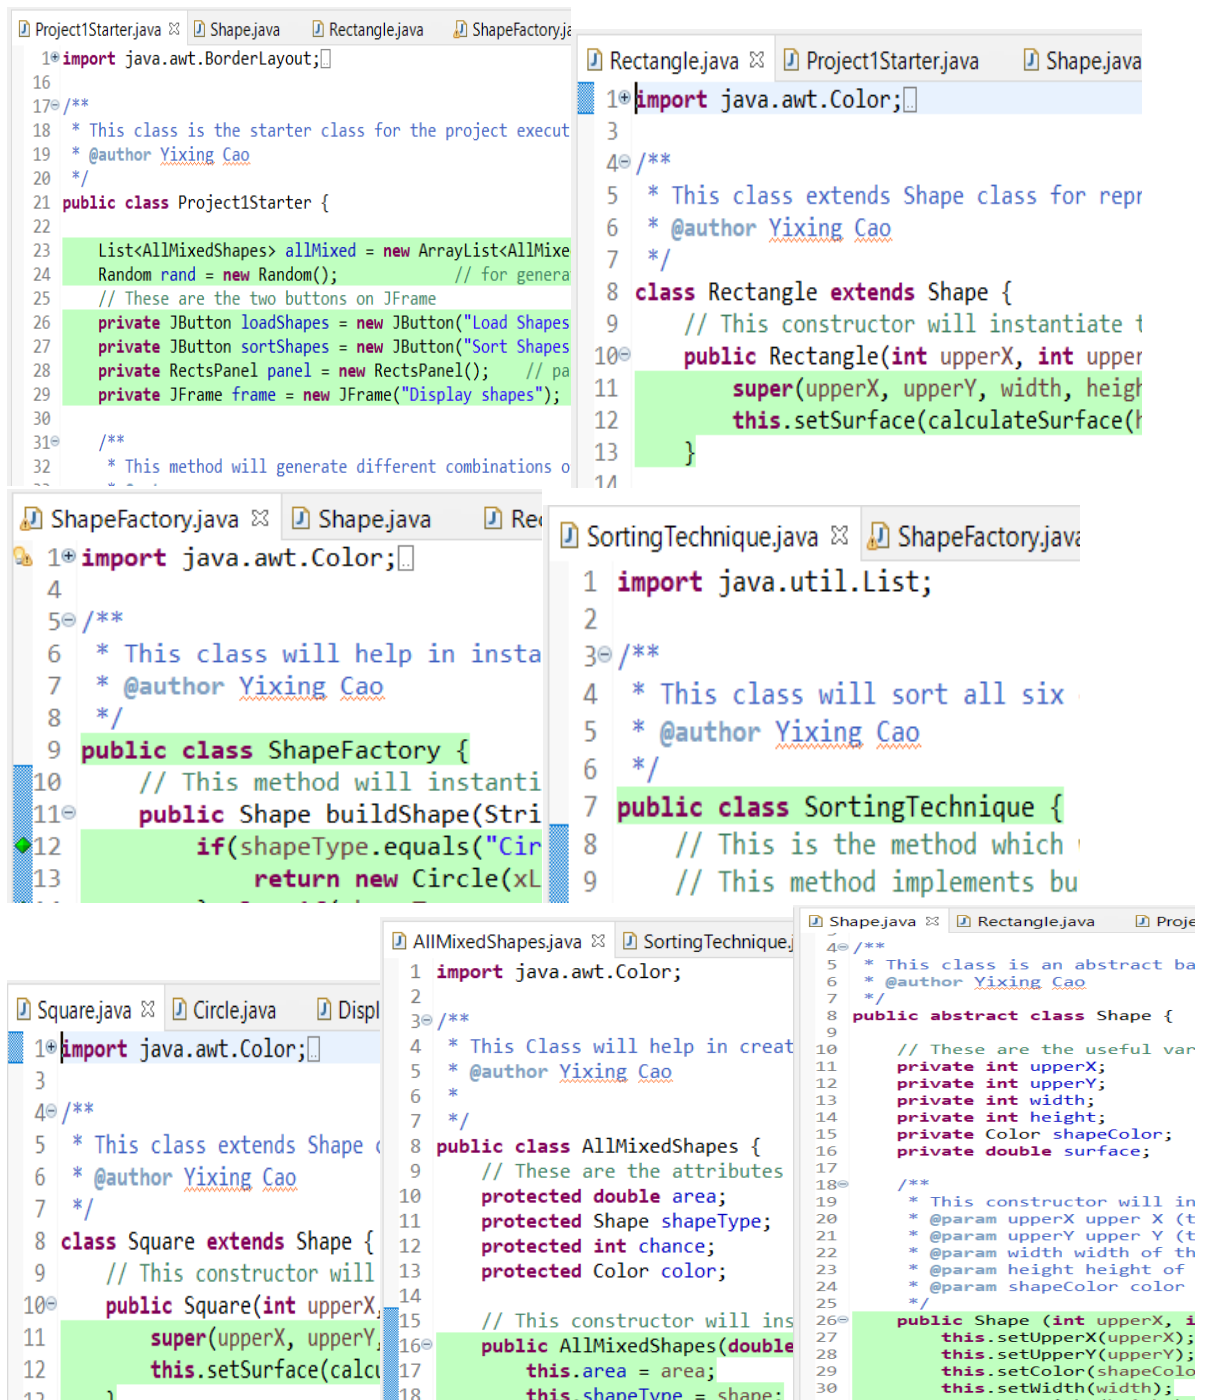 Project1Starter.java Shape.java Rectangle.java ShapeFactory.ja
1 import java.awt.BorderLayout;
16
17 /**
18 * This class is the starter class for the project execut
19 * @author Yixing Cao
20 */
21 public class Project1Starter {
22
23 List<AllMixedShapes> allMixed = new ArrayList<AllMixe
24 Random rand = new Random(); // for genera
25 // These are the two buttons on JFrame
26 private JButton loadShapes = new JButton("Load Shapes
27 private JButton sortShapes = new JButton("Sort Shapes
28 private RectsPanel panel = new RectsPanel(); // pa
29 private JFrame frame = new JFrame("Display shapes");
30
31 /**
32 * This method will generate different combinations o
Rectangle.java Project1Starter.java Shape.java
1 import java.awt.Color;
3
4 /**
5 * This class extends Shape class for repr
6 * @author Yixing Cao
7 */
8 class Rectangle extends Shape {
9 // This constructor will instantiate t
10 public Rectangle(int upperX, int upper
11 super(upperX, upperY, width, heigh
12 this.setSurface(calculateSurface(h
13 }
14
ShapeFactory.java Shape.java Rec
1 import java.awt.Color;
4
5 /**
6 * This class will help in insta
7 * @author Yixing Cao
8 */
9 public class ShapeFactory {
10 // This method will instanti
11 public Shape buildShape(Stri
12 if(shapeType.equals("Cir
13 return new Circle(xL
SortingTechnique.java ShapeFactory.java
1 import java.util.List;
2
3 /**
4 * This class will sort all six
5 * @author Yixing Cao
6 */
7 public class SortingTechnique {
8 // This is the method which
9 // This method implements bu
Square.java Circle.java Displ
1 import java.awt.Color;
3
4 /**
5 * This class extends Shape c
6 * @author Yixing Cao
7 */
8 class Square extends Shape {
9 // This constructor will
10 public Square(int upperX,
11 super(upperX, upperY,
12 this.setSurface(calcu
AllMixedShapes.java SortingTechnique.j
1 import java.awt.Color;
2
3 /**
4 * This Class will help in creat
5 * @author Yixing Cao
6 *
7 */
8 public class AllMixedShapes {
9 // These are the attributes
10 protected double area;
11 protected Shape shapeType;
12 protected int chance;
13 protected Color color;
14
15 // This constructor will ins
16 public AllMixedShapes(double
17 this.area = area;
18 this.shapeType = shape;
Shape.java Rectangle.java Proje
4 /**
5 * This class is an abstract ba
6 * @author Yixing Cao
7 */
8 public abstract class Shape {
9
10 // These are the useful var
11 private int upperX;
12 private int upperY;
13 private int width;
14 private int height;
15 private Color shapeColor;
16 private double surface;
17
18 /**
19 * This constructor will in
20 * @param upperX upper X (t
21 * @param upperY upper Y (t
22 * @param width width of th
23 * @param height height of
24 * @param shapeColor color
25 */
26 public Shape (int upperX, i
27 this.setUpperX(upperX);
28 this.setUpperY(upperY);
29 this.setColor(shapeColo
30 this.setWidth(width);